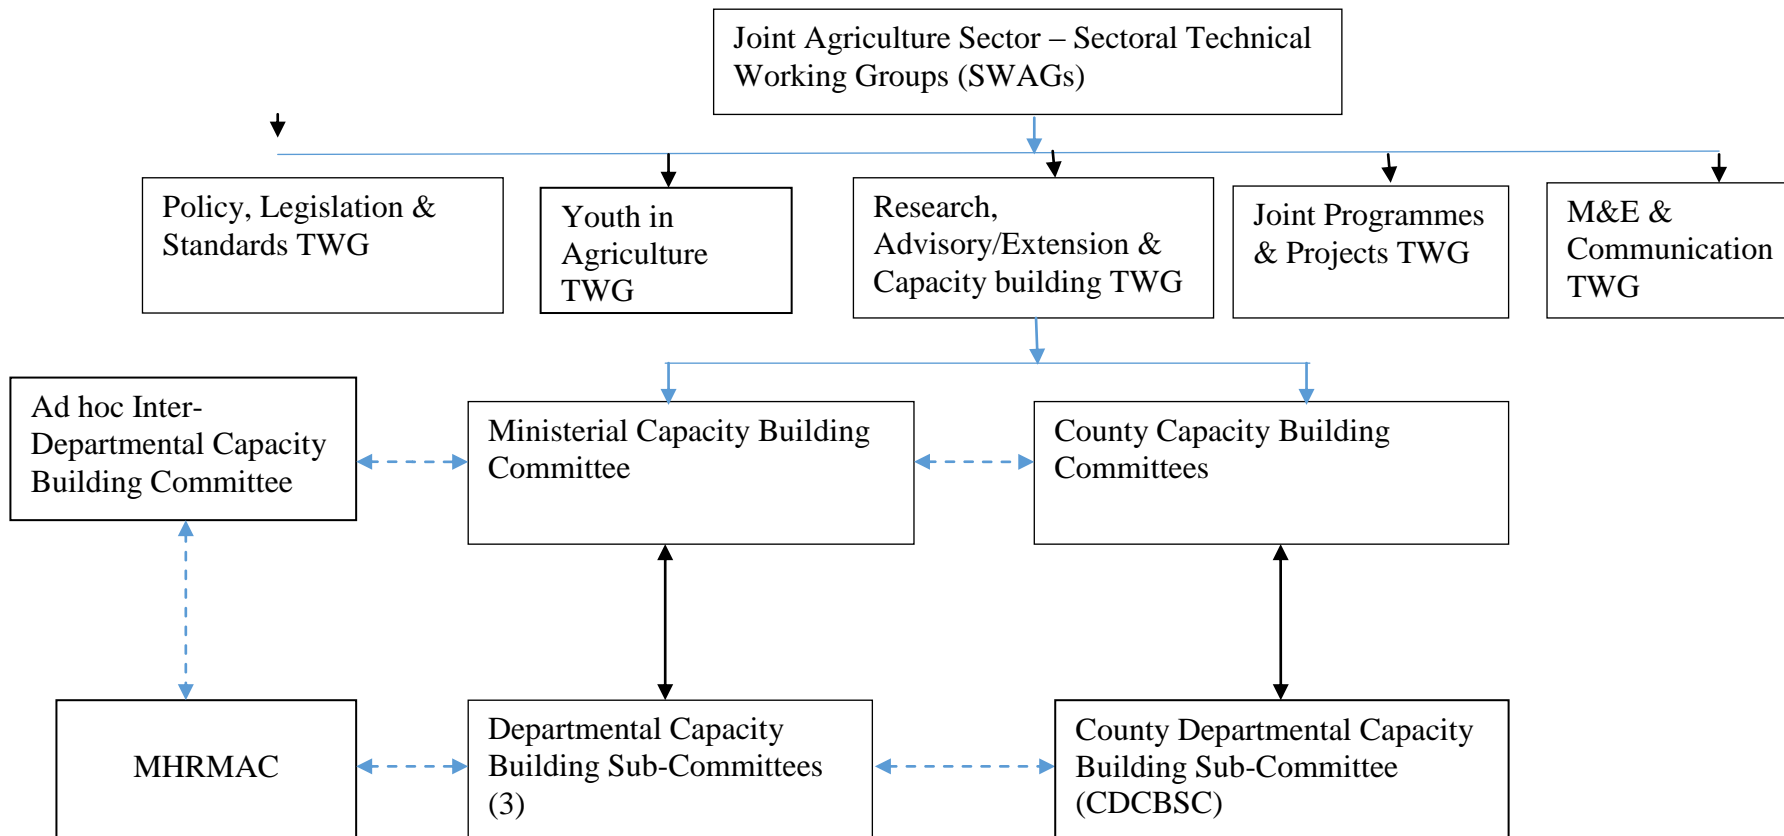 Joint Agriculture Sector – Sectoral Technical
Working Groups (SWAGs)
Policy, Legislation &
Standards TWG
Youth in
Agriculture
TWG
Research,
Advisory/Extension &
Capacity building TWG
Joint Programmes
& Projects TWG
M&E &
Communication
TWG
Ad hoc Inter-
Departmental Capacity
Building Committee
Ministerial Capacity Building
Committee
County Capacity Building
Committees
MHRMAC
Departmental Capacity
Building Sub-Committees
(3)
County Departmental Capacity
Building Sub-Committee
(CDCBSC)